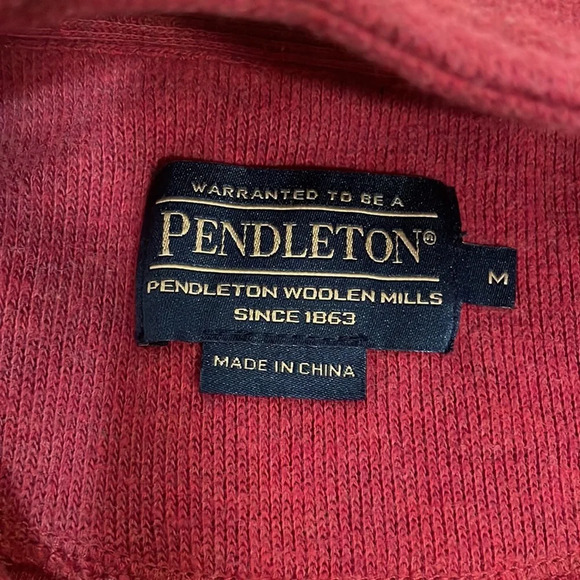 WARRANTED TO BE A
PENDLETON®
PENDLETON WOOLEN MILLS
SINCE 1863
M
MADE IN CHINA